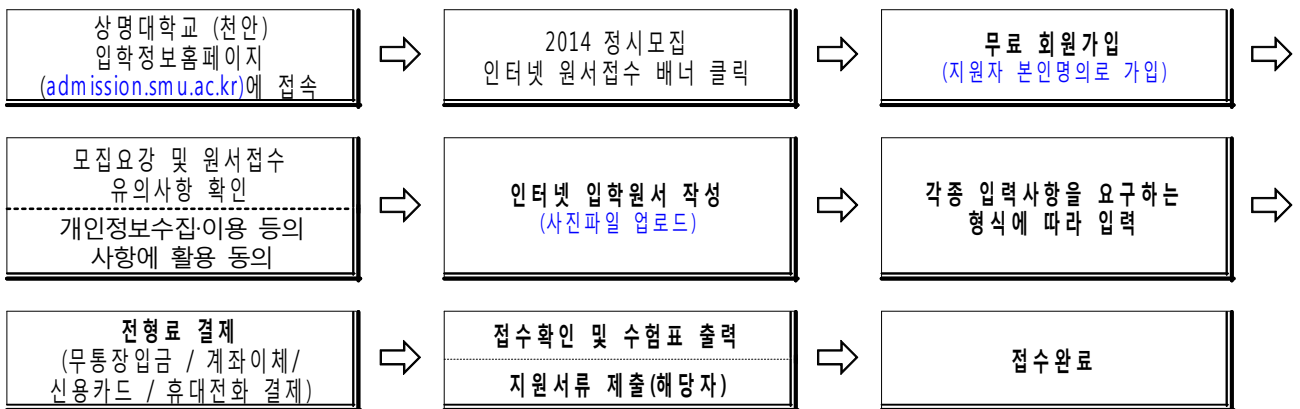 상명대학교 (천안)
입학정보홈페이지
(admission.smu.ac.kr)에 접속
2014 정시모집
인터넷 원서접수 배너 클릭
무료 회원가입
(지원자 본인명의로 가입)
모집요강 및 원서접수
유의사항 확인
개인정보수집·이용 등의
사항에 활용 동의
인터넷 입학원서 작성
(사진파일 업로드)
각종 입력사항을 요구하는
형식에 따라 입력
전형료 결제
(무통장입금 / 계좌이체/
신용카드 / 휴대전화 결제)
접수확인 및 수험표 출력
지원서류 제출(해당자)
접수완료